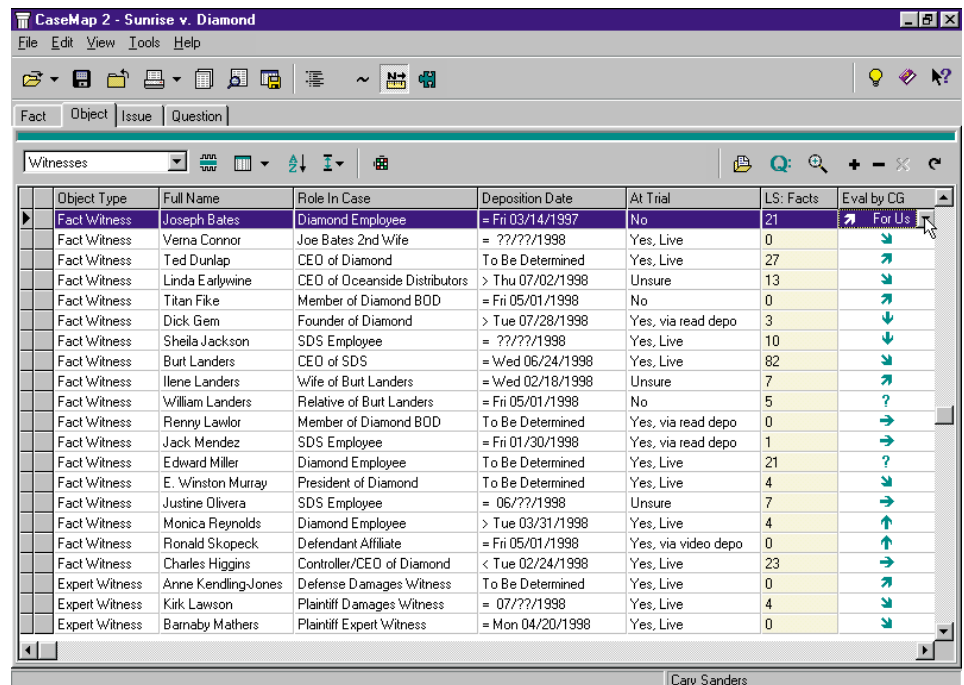 CaseMap 2 - Sunrise v. Diamond
File Edit View Tools Help
Fact Object Issue Question
Witnesses Q:
Object Type Full Name Role In Case Deposition Date At Trial LS: Facts Eval by CG
Fact Witness Joseph Bates Diamond Employee = Fri 03/14/1997 No 21 For Us
Fact Witness Verna Connor Joe Bates 2nd Wife = ??/??/1998 Yes, Live 0
Fact Witness Ted Dunlap CEO of Diamond To Be Determined Yes, Live 27
Fact Witness Linda Earlywine CEO of Oceanside Distributors > Thu 07/02/1998 Unsure 13
Fact Witness Titan Fike Member of Diamond BOD = Fri 05/01/1998 No 0
Fact Witness Dick Gem Founder of Diamond > Tue 07/28/1998 Yes, via read depo 3
Fact Witness Sheila Jackson SDS Employee = ??/??/1998 Yes, Live 10
Fact Witness Burt Landers CEO of SDS = Wed 06/24/1998 Yes, Live 82
Fact Witness Ilene Landers Wife of Burt Landers = Wed 02/18/1998 Unsure 7
Fact Witness William Landers Relative of Burt Landers = Fri 05/01/1998 No 5 ?
Fact Witness Renny Lawlor Member of Diamond BOD To Be Determined Yes, via read depo 0
Fact Witness Jack Mendez SDS Employee = Fri 01/30/1998 Yes, via read depo 1
Fact Witness Edward Miller Diamond Employee To Be Determined Yes, Live 21 ?
Fact Witness E. Winston Murray President of Diamond To Be Determined Yes, Live 4
Fact Witness Justine Olivera SDS Employee = 06/??/1998 Unsure 7
Fact Witness Monica Reynolds Diamond Employee > Tue 03/31/1998 Yes, Live 4
Fact Witness Ronald Skopeck Defendant Affiliate = Fri 05/01/1998 Yes, via video depo 0
Fact Witness Charles Higgins Controller/CEO of Diamond < Tue 02/24/1998 Yes, Live 23
Expert Witness Anne Kendling-Jones Defense Damages Witness To Be Determined Yes, Live 0
Expert Witness Kirk Lawson Plaintiff Damages Witness = 07/??/1998 Yes, Live 4
Expert Witness Barnaby Mathers Plaintiff Expert Witness = Mon 04/20/1998 Yes, Live 0
Cary Sanders